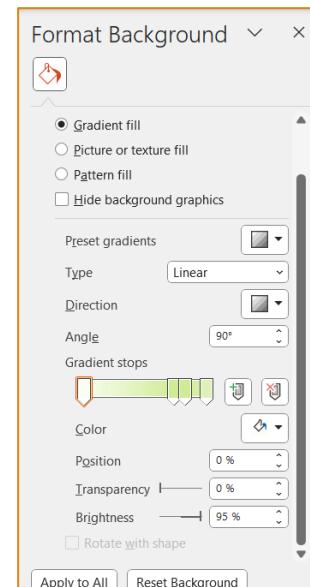 Format Background
Gradient fill
Picture or texture fill
Pattern fill
Hide background graphics
Preset gradients
Type Linear
Direction
Angle 90°
Gradient stops
Color
Position 0 %
Transparency 0 %
Brightness 95 %
Rotate with shape
Apply to All Reset Background